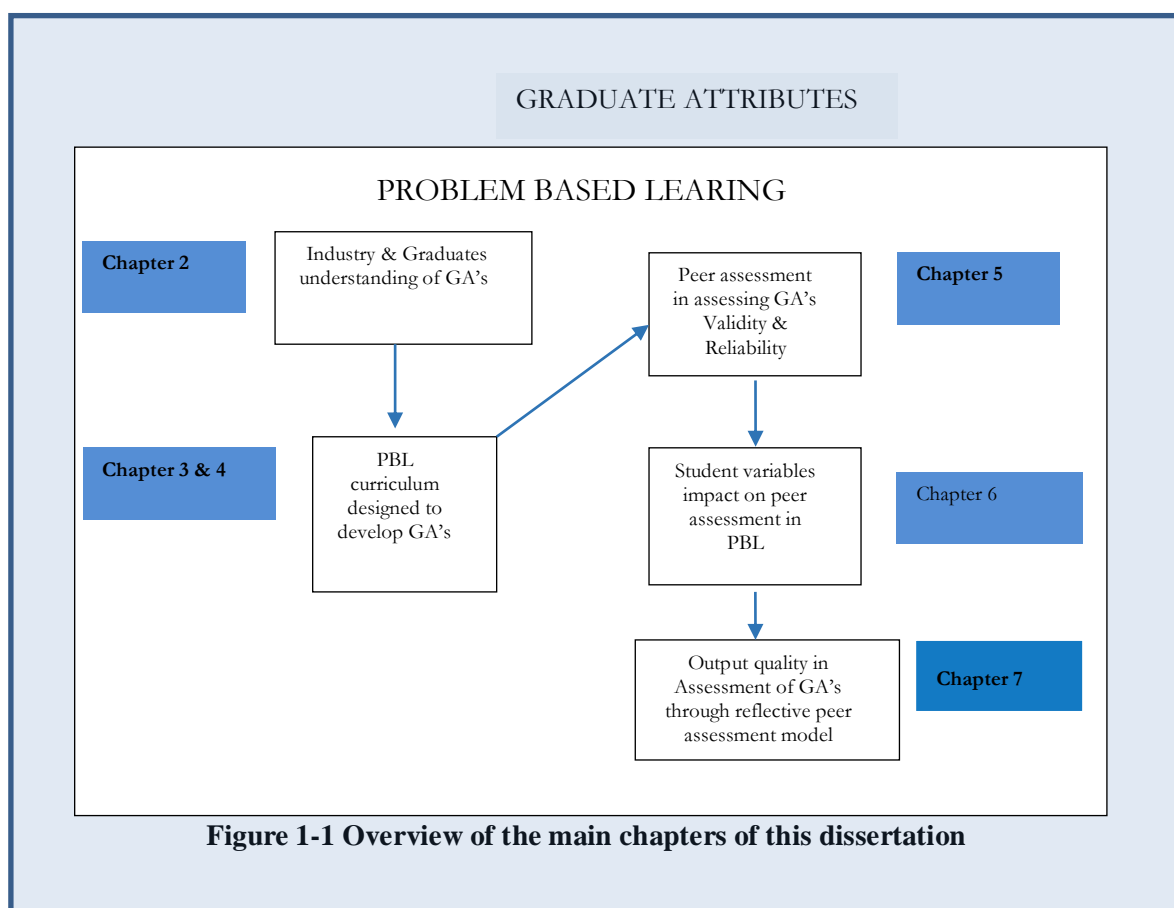 GRADUATE ATTRIBUTES
PROBLEM BASED LEARING
Chapter 2
Industry & Graduates
understanding of GA's
Chapter 3 & 4
PBL
curriculum
designed to
develop GA's
Peer assessment
in assessing GA's
Validity &
Reliability
Chapter 5
Student variables
impact on peer
assessment in
PBL
Chapter 6
Output quality in
Assessment of GA's
through reflective peer
assessment model
Chapter 7
Figure 1-1 Overview of the main chapters of this dissertation